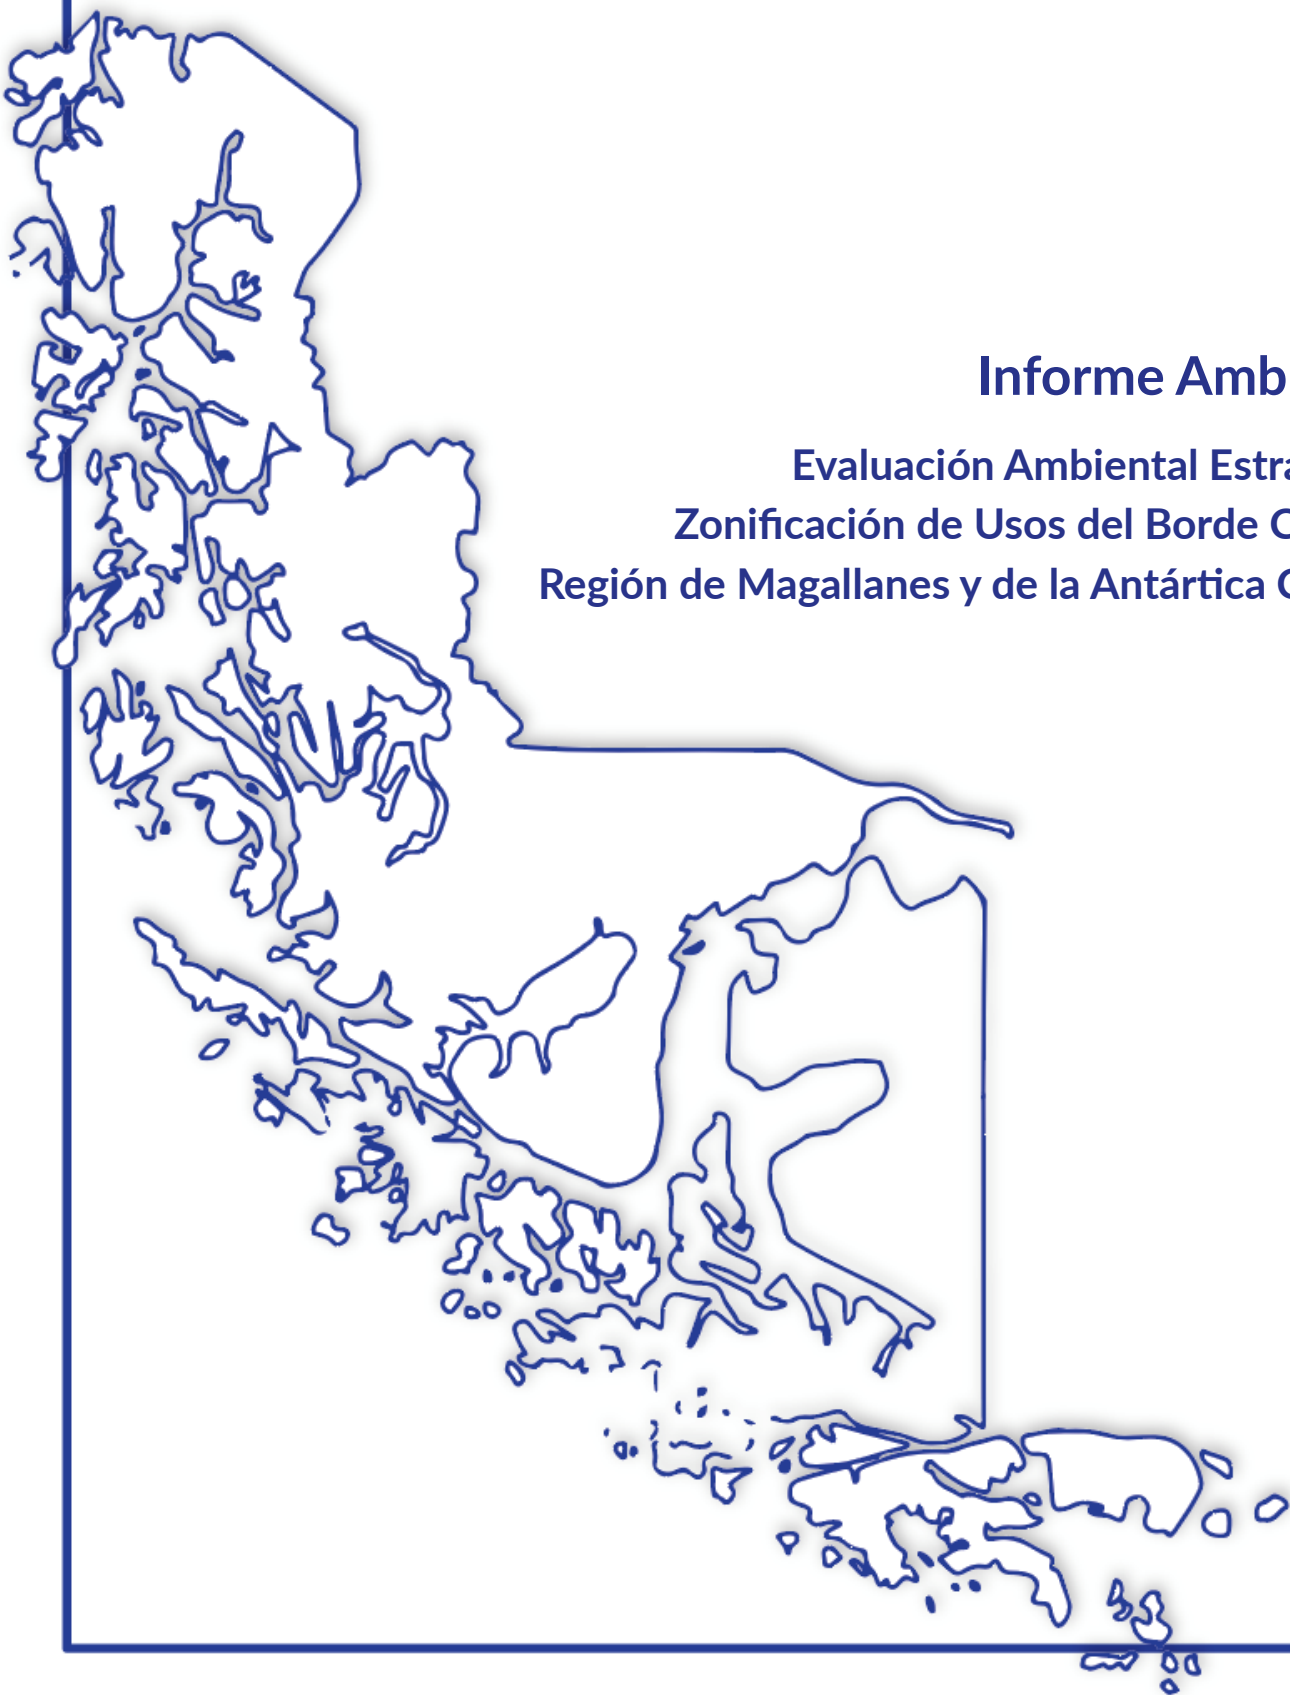 Informe Amb
Evaluación Ambiental Estra
Zonificación de Usos del Borde C
Región de Magallanes y de la Antártica C